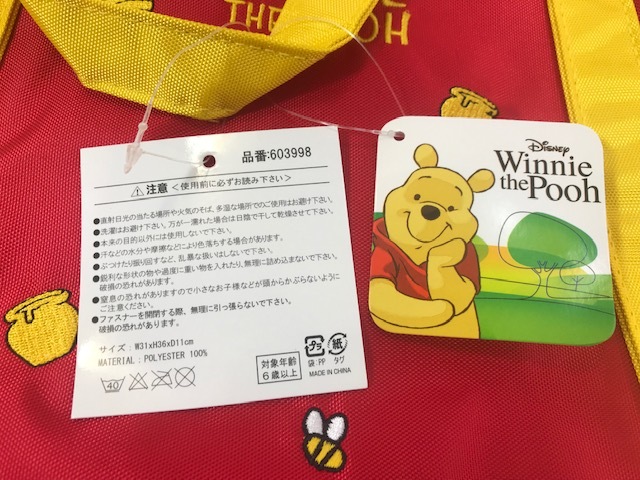 THE POOH
品番:603998
⚠注意 <使用前に必ずお読み下さい>
●直射日光の当たる場所や火気のそば、多湿な場所でのご使用はお避け下さい。
●洗濯はお避け下さい。万が一濡れた場合は日陰で干して乾燥させて下さい。
●本来の目的以外には使用しないで下さい。
●汗などの水分や摩擦などにより色落ちする場合があります。
●ぶつけたり振り回すなど、乱暴な扱いはしないで下さい。
●鋭利な形状の物や過度に重い物を入れたり、無理に詰め込まないで下さい。
破損の恐れがあります。
●窒息の恐れがありますので小さなお子様などが頭からかぶらないように
ご注意ください。
●ファスナーを開閉する際、無理に引っ張らないで下さい。
破損の恐れがあります。
サイズ:W31xH36xD11cm
MATERIAL:POLYESTER 100%
40
対象年齢
6歳以上
プラ
紙
袋:PP
タグ
MADE IN CHINA
Disney
Winnie
the Pooh